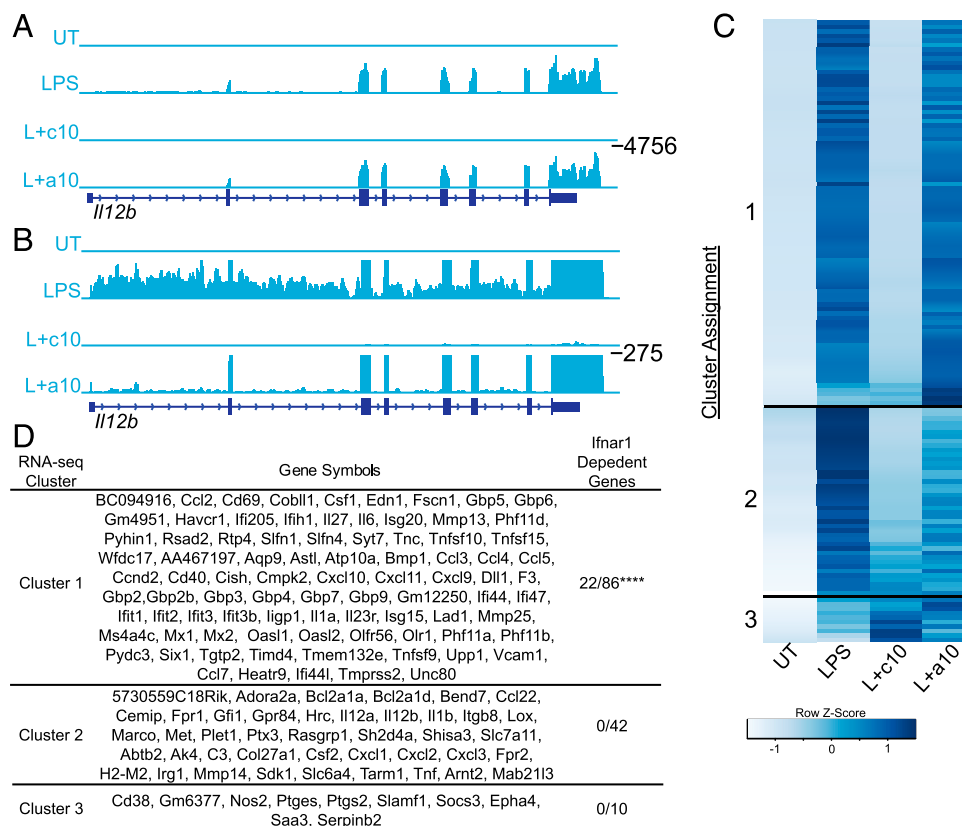 A
UT
LPS
L+c10
−4756
L+a10
Il12b
B
UT
LPS
L+c10
−275
L+a10
Il12b
C
Cluster Assignment
1
2
3
UT
LPS
L+c10
L+a10
Row Z-Score
-1
0
1
D
RNA-seq
Cluster
Gene Symbols
Ifnar1
Depedent
Genes
Cluster 1
BC094916, Ccl2, Cd69, Cobll1, Csf1, Edn1, Fscn1, Gbp5, Gbp6,
Gm4951, Havcr1, Ifi205, Ifih1, Il27, Il6, Isg20, Mmp13, Phf11d,
Pyhin1, Rsad2, Rtp4, Slfn1, Slfn4, Syt7, Tnc, Tnfsf10, Tnfsf15,
Wfdc17, AA467197, Aqp9, Astl, Atp10a, Bmp1, Ccl3, Ccl4, Ccl5,
Ccnd2, Cd40, Cish, Cmpk2, Cxcl10, Cxcl11, Cxcl9, Dll1, F3,
Gbp2,Gbp2b, Gbp3, Gbp4, Gbp7, Gbp9, Gm12250, Ifi44, Ifi47,
Ifit1, Ifit2, Ifit3, Ifit3b, Iigp1, Il1a, Il23r, Isg15, Lad1, Mmp25,
Ms4a4c, Mx1, Mx2, Oasl1, Oasl2, Olfr56, Olr1, Phf11a, Phf11b,
Pydc3, Six1, Tgtp2, Timd4, Tmem132e, Tnfsf9, Upp1, Vcam1,
Ccl7, Heatr9, Ifi44l, Tmprss2, Unc80
22/86****
Cluster 2
5730559C18Rik, Adora2a, Bcl2a1a, Bcl2a1d, Bend7, Ccl22,
Cemip, Fpr1, Gfi1, Gpr84, Hrc, Il12a, Il12b, Il1b, Itgb8, Lox,
Marco, Met, Plet1, Ptx3, Rasgrp1, Sh2d4a, Shisa3, Slc7a11,
Abtb2, Ak4, C3, Col27a1, Csf2, Cxcl1, Cxcl2, Cxcl3, Fpr2,
H2-M2, Irg1, Mmp14, Sdk1, Slc6a4, Tarm1, Tnf, Arnt2, Mab21l3
0/42
Cluster 3
Cd38, Gm6377, Nos2, Ptges, Ptgs2, Slamf1, Socs3, Epha4,
Saa3, Serpinb2
0/10